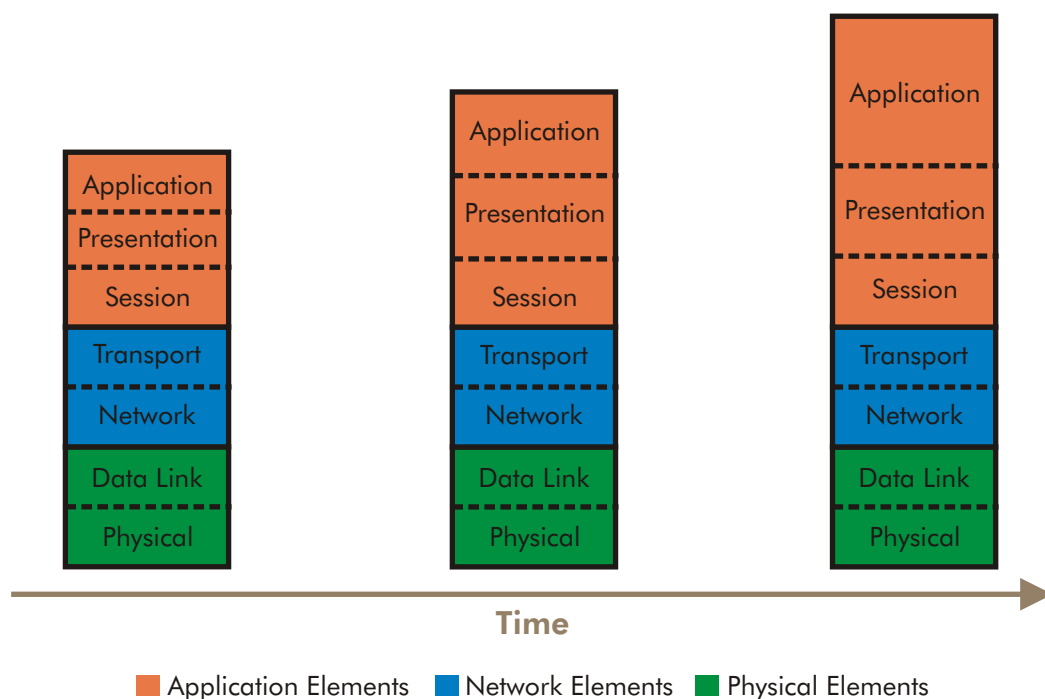 Application
Presentation
Session
Transport
Network
Data Link
Physical
Application
Presentation
Session
Transport
Network
Data Link
Physical
Application
Presentation
Session
Transport
Network
Data Link
Physical
Time
Application Elements
Network Elements
Physical Elements